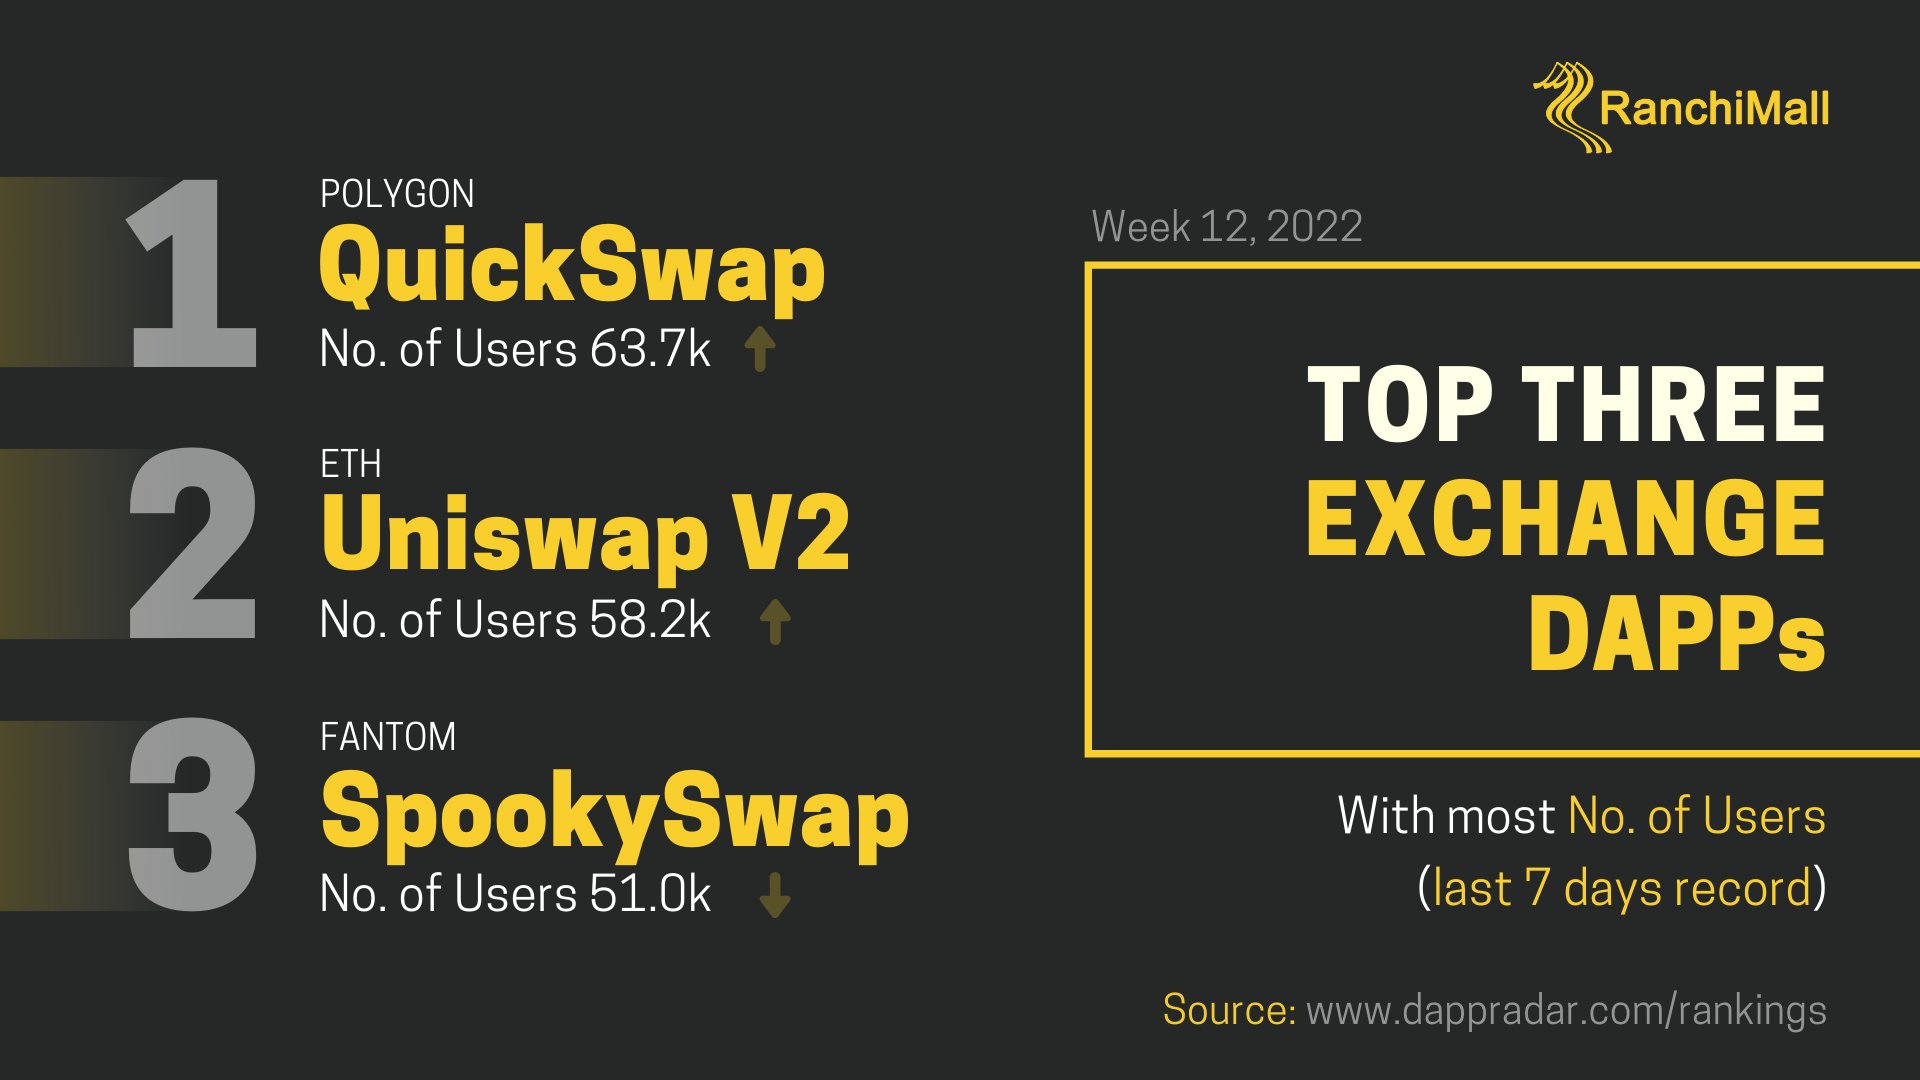 RanchiMall
1
POLYGON
QuickSwap
No. of Users 63.7k
2
ETH
Uniswap V2
No. of Users 58.2k
3
FANTOM
SpookySwap
No. of Users 51.0k
Week 12, 2022
TOP THREE
EXCHANGE
DAPPs
With most No. of Users
(last 7 days record)
Source: www.dappradar.com/rankings